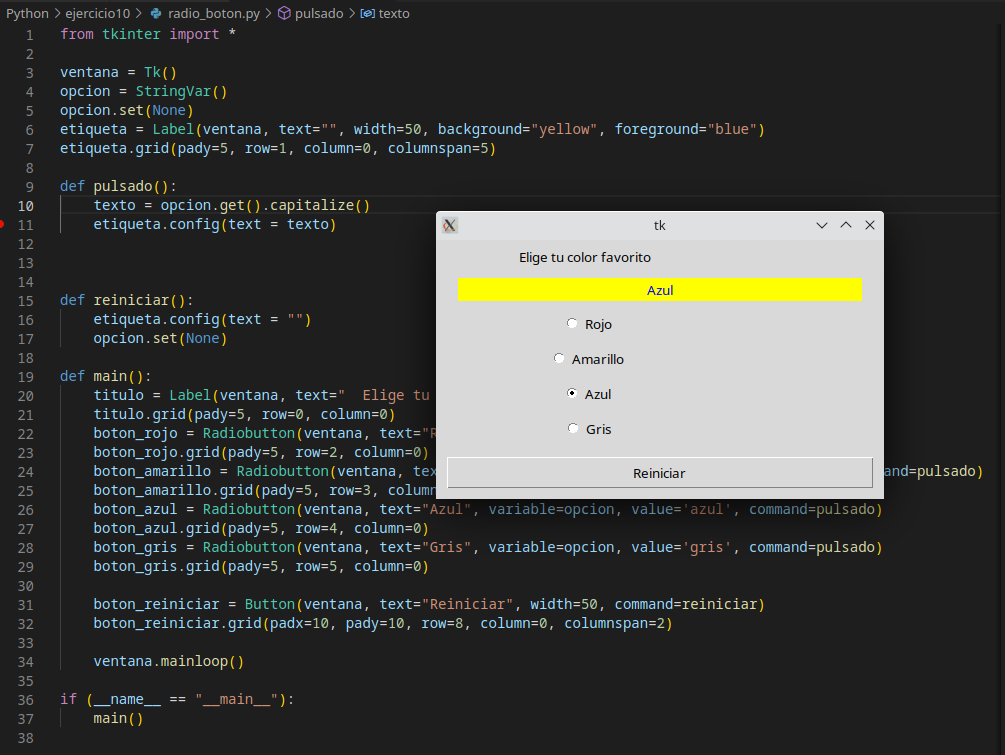 Python > ejercicio10 > radio_boton.py > pulsado > texto
1 from tkinter import *
2
3 ventana = Tk()
4 opcion = StringVar()
5 opcion.set(None)
6 etiqueta = Label(ventana, text="", width=50, background="yellow", foreground="blue")
7 etiqueta.grid(pady=5, row=1, column=0, columnspan=5)
8
9 def pulsado():
10 texto = opcion.get().capitalize()
11 etiqueta.config(text = texto)
12
13
14
15 def reiniciar():
16 etiqueta.config(text = "")
17 opcion.set(None)
18
19 def main():
20 titulo = Label(ventana, text="  Elige tu
21 titulo.grid(pady=5, row=0, column=0)
22 boton_rojo = Radiobutton(ventana, text="R
23 boton_rojo.grid(pady=5, row=2, column=0)
24 boton_amarillo = Radiobutton(ventana, tex and=pulsado)
25 boton_amarillo.grid(pady=5, row=3, column
26 boton_azul = Radiobutton(ventana, text="Azul", variable=opcion, value='azul', command=pulsado)
27 boton_azul.grid(pady=5, row=4, column=0)
28 boton_gris = Radiobutton(ventana, text="Gris", variable=opcion, value='gris', command=pulsado)
29 boton_gris.grid(pady=5, row=5, column=0)
30
31 boton_reiniciar = Button(ventana, text="Reiniciar", width=50, command=reiniciar)
32 boton_reiniciar.grid(padx=10, pady=10, row=8, column=0, columnspan=2)
33
34 ventana.mainloop()
35
36 if (__name__ == "__main__"):
37 main()
38
tk
Elige tu color favorito
Azul
Rojo
Amarillo
Azul
Gris
Reiniciar